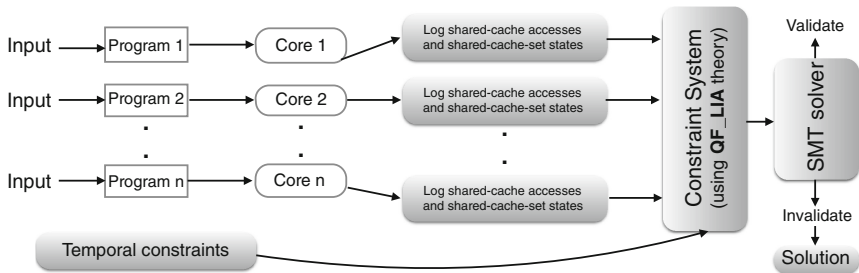 Input
Program 1
Core 1
Log shared-cache accesses
and shared-cache-set states
Input
Program 2
Core 2
Log shared-cache accesses
and shared-cache-set states
Input
Program n
Core n
Log shared-cache accesses
and shared-cache-set states
Temporal constraints
Constraint System
(using QF_LIA theory)
SMT solver
Validate
Invalidate
Solution